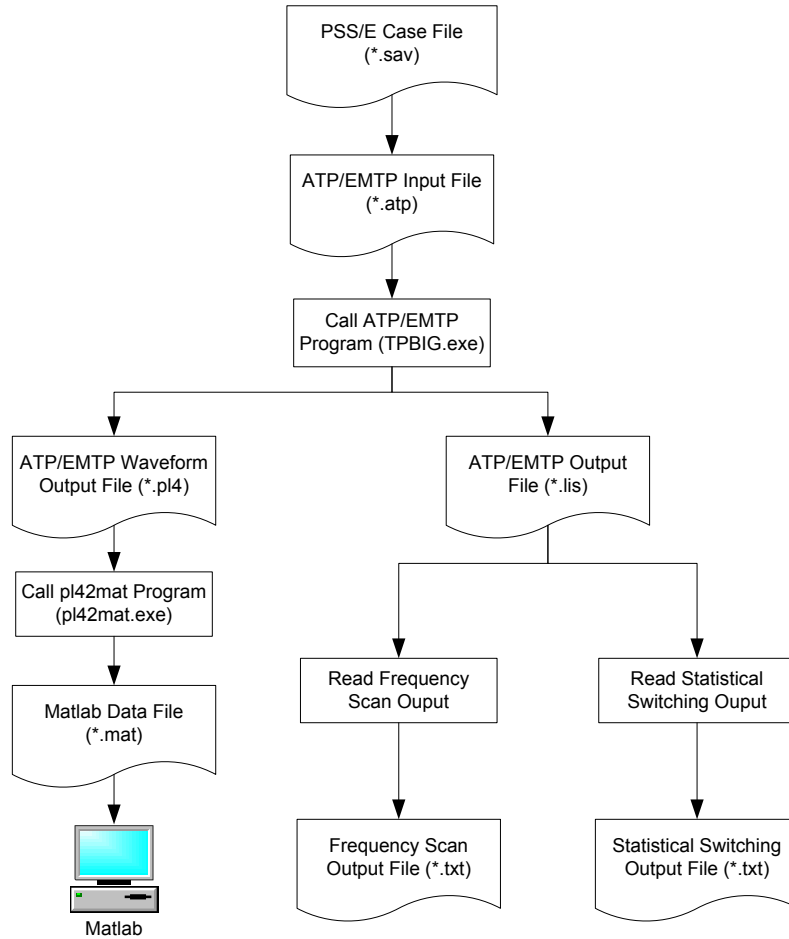 PSS/E Case File
(*.sav)
ATP/EMTP Input File
(*.atp)
Call ATP/EMTP
Program (TPBIG.exe)
ATP/EMTP Waveform
Output File (*.pl4)
ATP/EMTP Output
File (*.lis)
Call pl42mat Program
(pl42mat.exe)
Read Frequency
Scan Ouput
Read Statistical
Switching Ouput
Matlab Data File
(*.mat)
Frequency Scan
Output File (*.txt)
Statistical Switching
Output File (*.txt)
Matlab